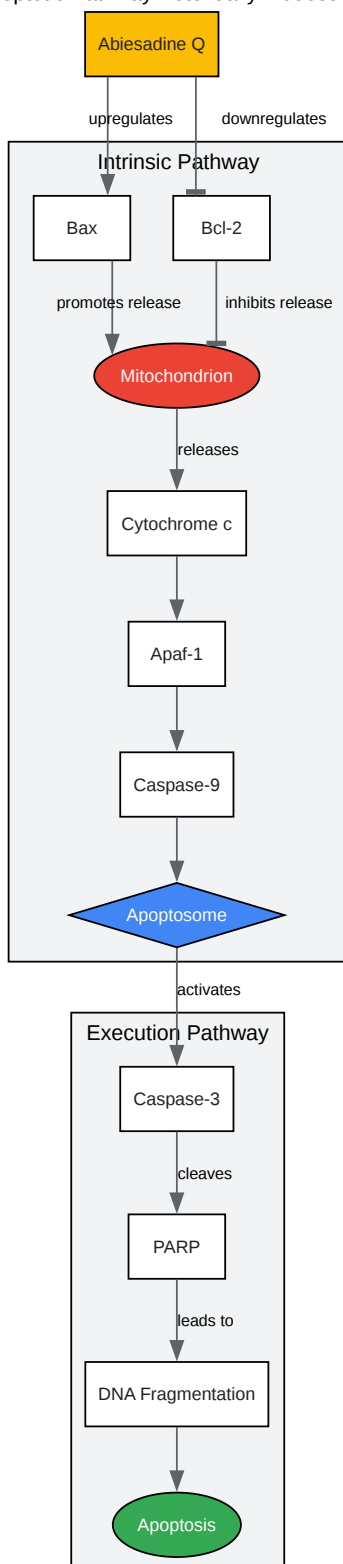 Abiesadine Q
upregulates
downregulates
Intrinsic Pathway
Bax
Bcl-2
promotes release
inhibits release
Mitochondrion
releases
Cytochrome c
Apaf-1
Caspase-9
Apoptosome
activates
Execution Pathway
Caspase-3
cleaves
PARP
leads to
DNA Fragmentation
Apoptosis